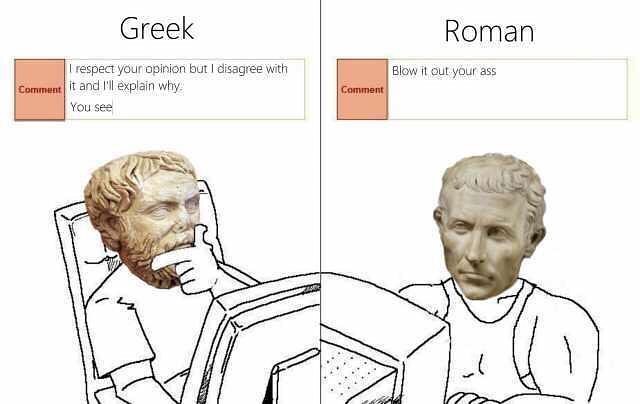 Greek
Comment
I respect your opinion but I disagree with
it and I'll explain why.
You see
Roman
Comment
Blow it out your ass